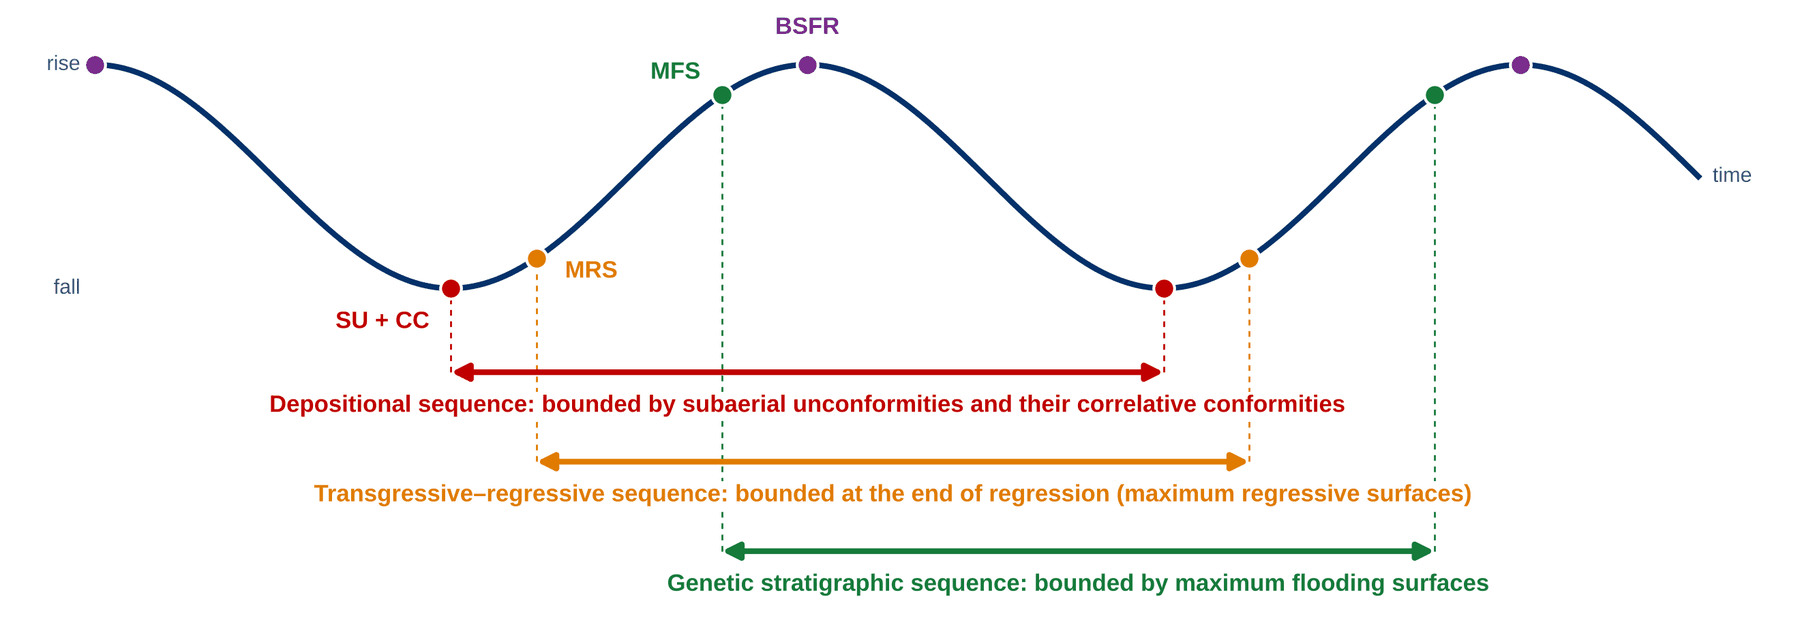 BSFR
rise
MFS
time
MRS
fall
SU + CC
Depositional sequence: bounded by subaerial unconformities and their correlative conformities
Transgressive–regressive sequence: bounded at the end of regression (maximum regressive surfaces)
Genetic stratigraphic sequence: bounded by maximum flooding surfaces